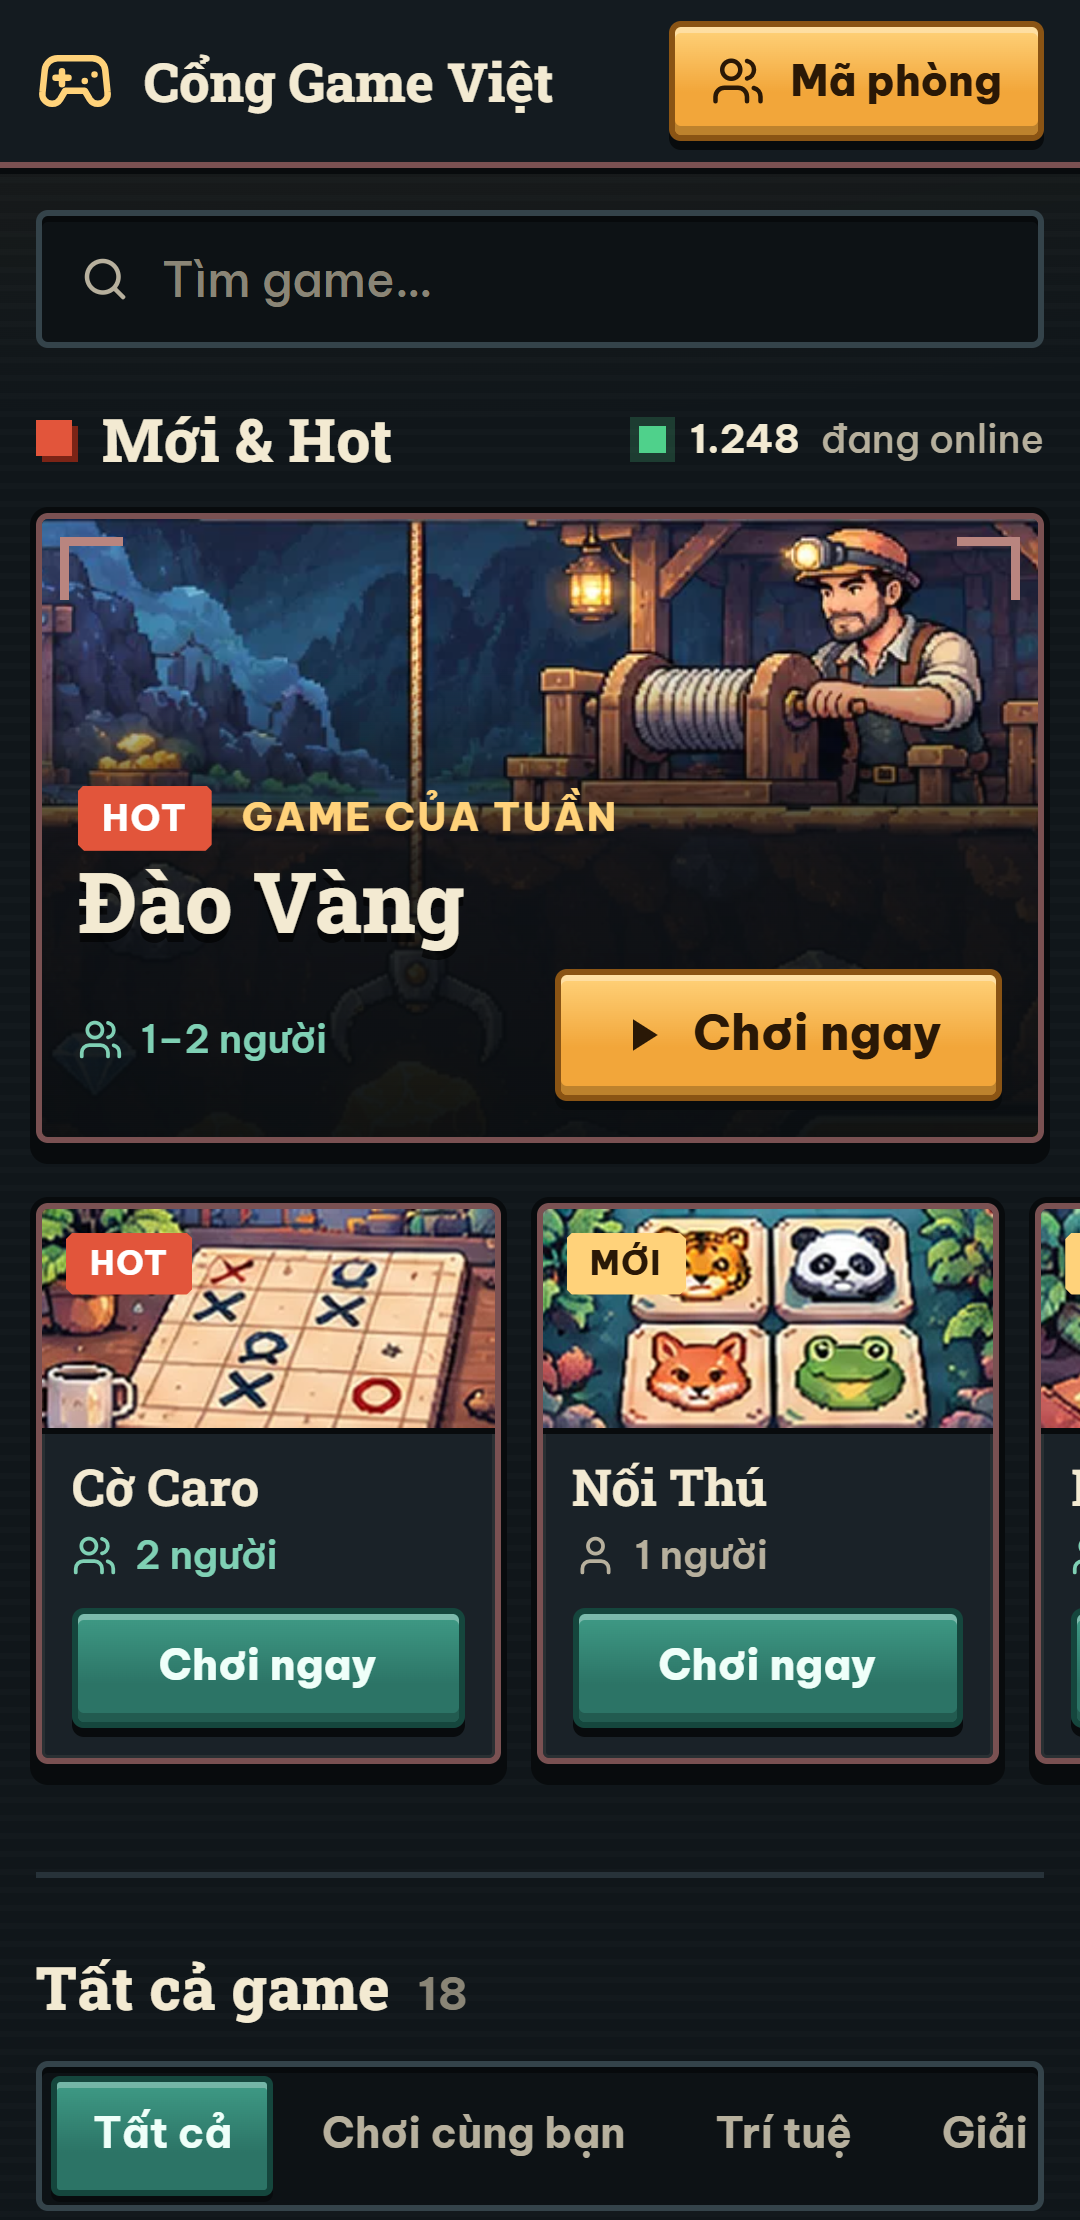 Cổng Game Việt
Mã phòng
Tìm game...
Mới & Hot
1.248 đang online
HOT GAME CỦA TUẦN
Đào Vàng
1–2 người
Chơi ngay
HOT
MỚI
Cờ Caro
Nối Thú
2 người
1 người
Chơi ngay
Chơi ngay
Tất cả game 18
Tất cả
Chơi cùng bạn
Trí tuệ
Giải